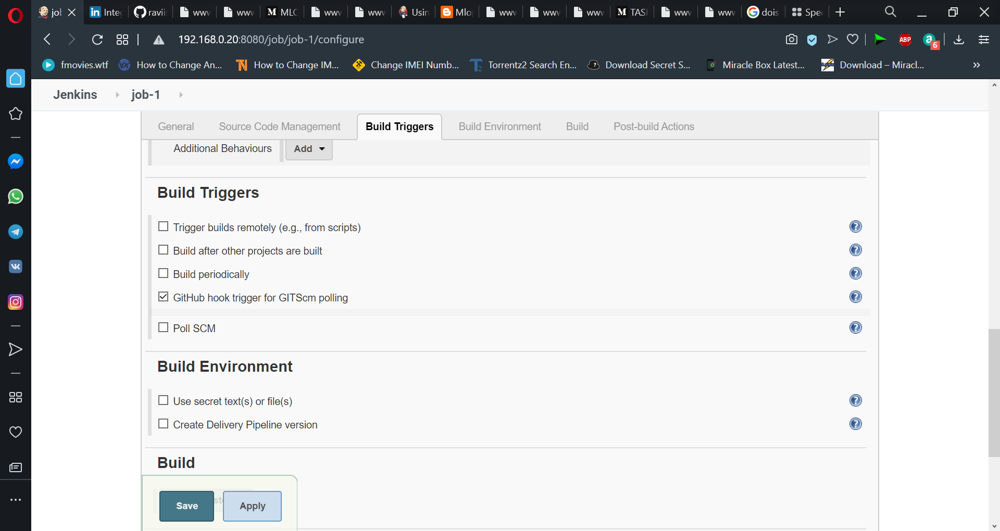 job
Inte
ravii
www
www
MLO
www
www
Usin
Mlo
www
www
www
TASI
www
www
dois
Spee
192.168.0.20:8080/job/job-1/configure
ABP
6
fmovies.wtf
How to Change An...
How to Change IM...
Change IMEI Numb...
Torrentz2 Search En...
Download Secret S...
Miracle Box Latest...
Download – Miracl...
Jenkins
job-1
General
Source Code Management
Build Triggers
Build Environment
Build
Post-build Actions
Additional Behaviours
Add
Build Triggers
Trigger builds remotely (e.g., from scripts)
Build after other projects are built
Build periodically
GitHub hook trigger for GITScm polling
Poll SCM
Build Environment
Use secret text(s) or file(s)
Create Delivery Pipeline version
Build
Save
Apply